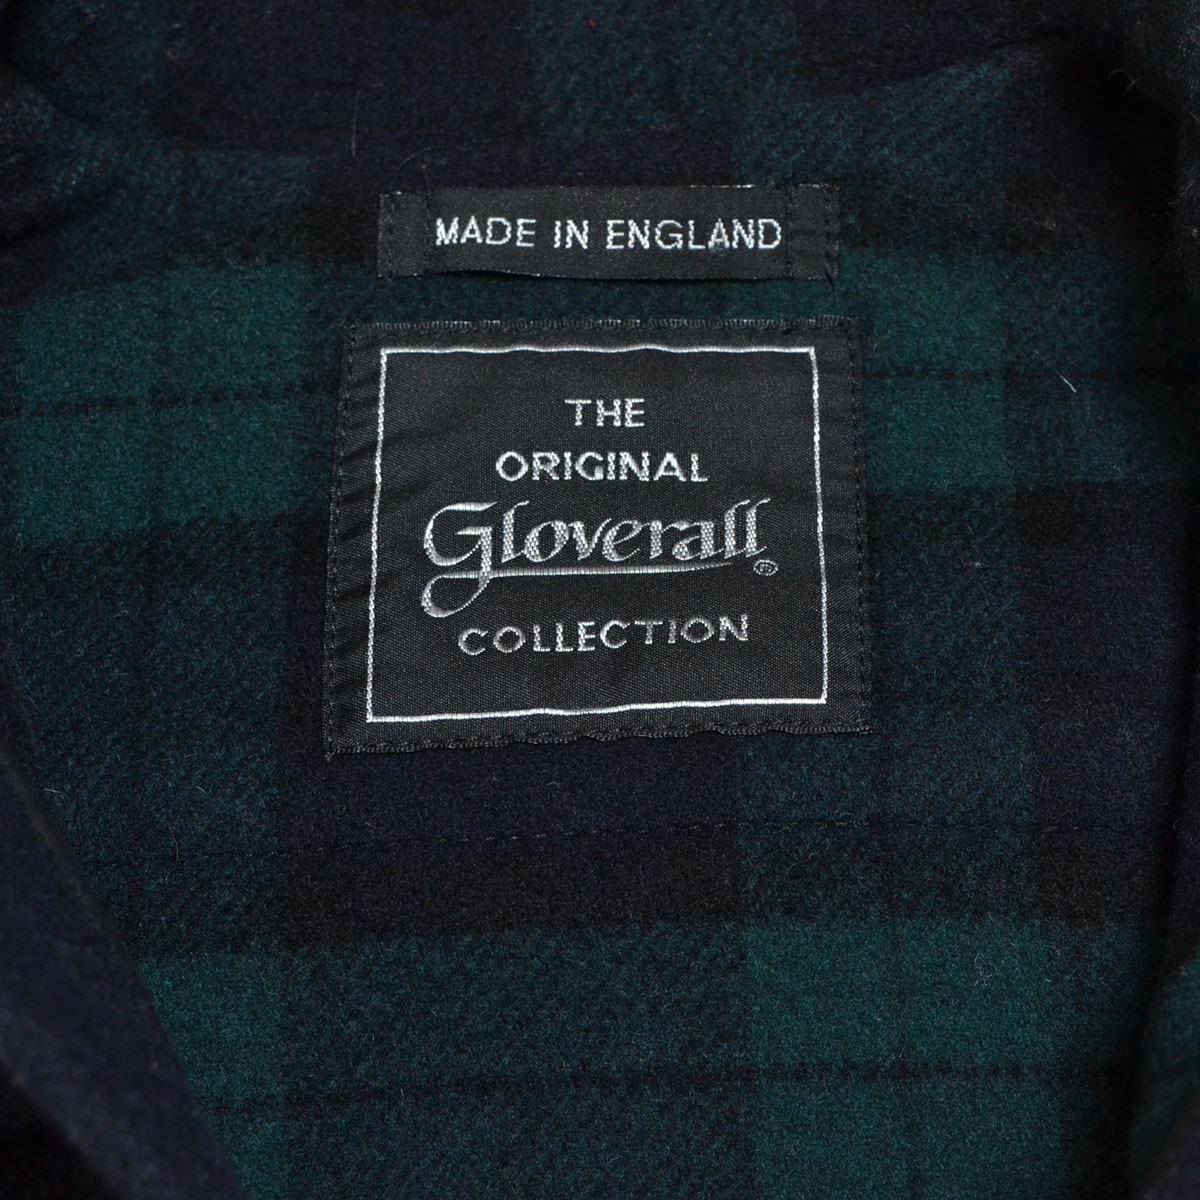 MADE IN ENGLAND
THE
ORIGINAL
Gloverall®
COLLECTION